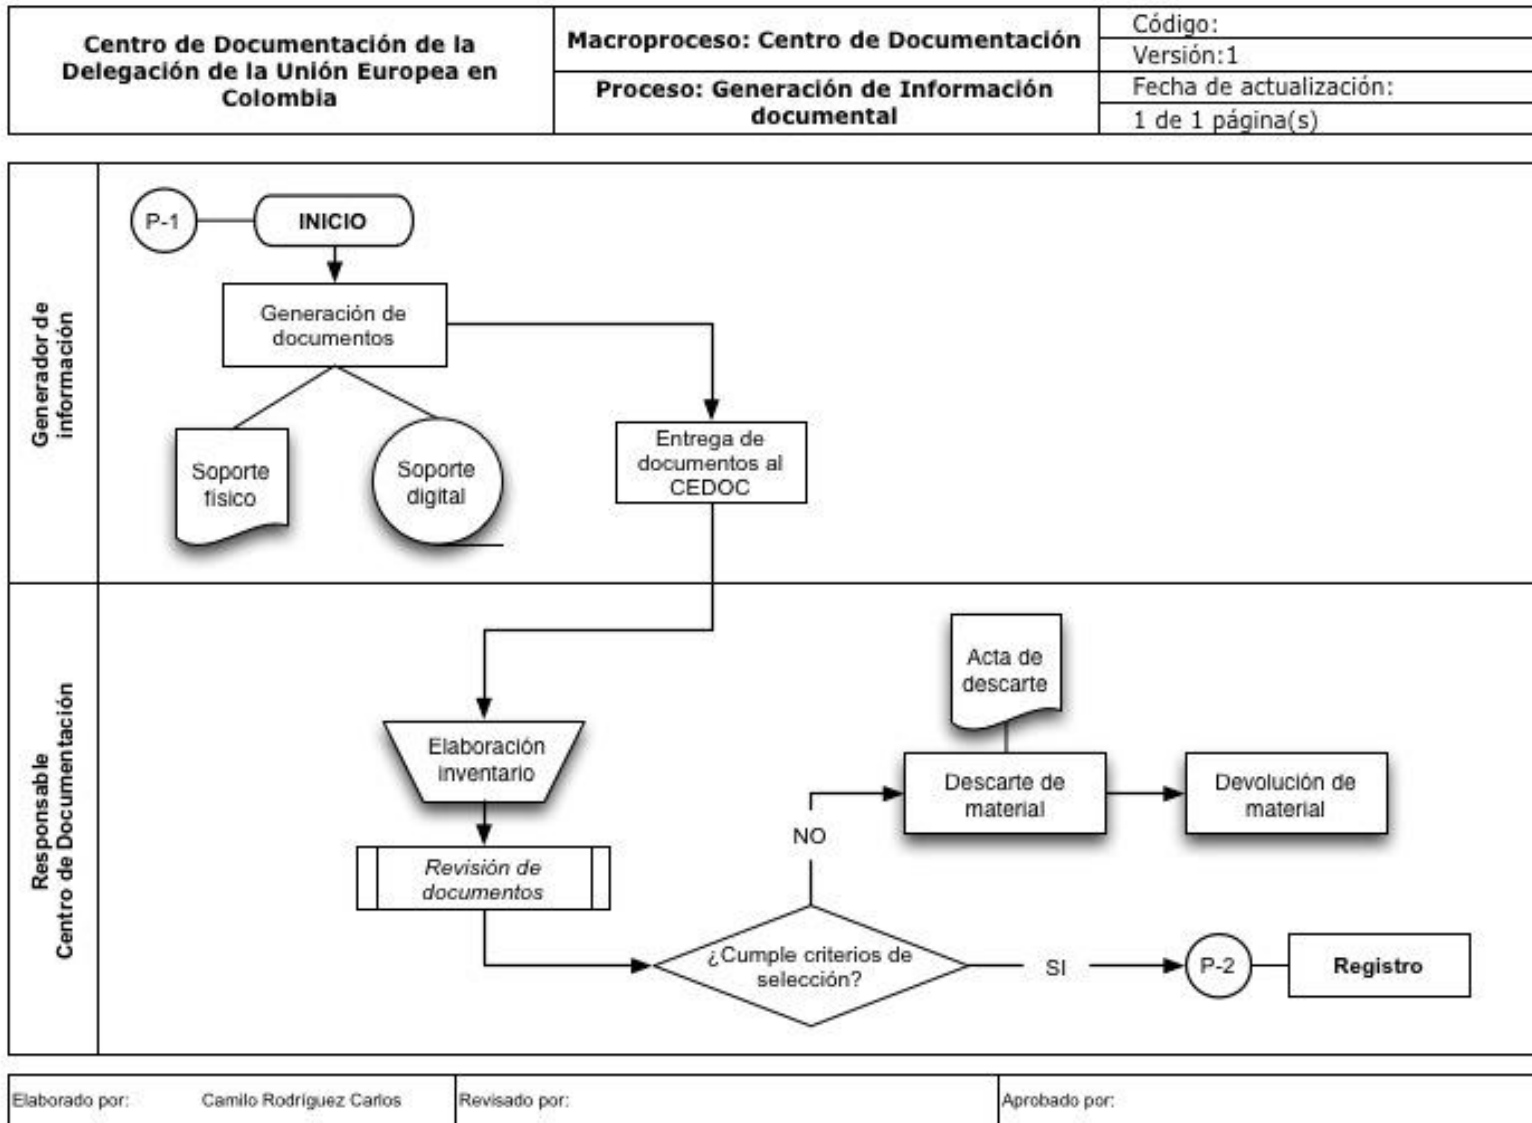 Centro de Documentación de la
Delegación de la Unión Europea en
Colombia
Macroproceso: Centro de Documentación
Proceso: Generación de Información
documental
Código:
Versión:1
Fecha de actualización:
1 de 1 página(s)
Generador de
información
P-1
INICIO
Generación de
documentos
Soporte
físico
Soporte
digital
Entrega de
documentos al
CEDOC
Responsable
Centro de Documentación
Elaboración
inventario
Revisión de
documentos
¿Cumple criterios de
selección?
NO
Acta de
descarte
Descarte de
material
Devolución de
material
SI
P-2
Registro
Elaborado por:
Camilo Rodríguez Carlos
Revisado por:
Aprobado por: